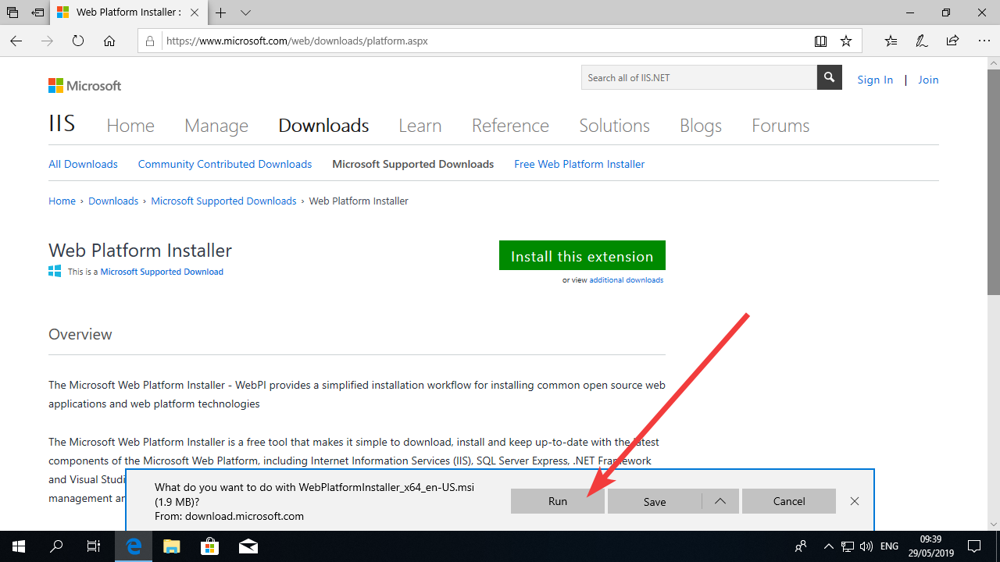 Web Platform Installer :
https://www.microsoft.com/web/downloads/platform.aspx
Microsoft
Search all of IIS.NET
Sign In | Join
IIS Home Manage Downloads Learn Reference Solutions Blogs Forums
All Downloads Community Contributed Downloads Microsoft Supported Downloads Free Web Platform Installer
Home › Downloads › Microsoft Supported Downloads › Web Platform Installer
Web Platform Installer
Install this extension
This is a Microsoft Supported Download
or view additional downloads
Overview
The Microsoft Web Platform Installer - WebPI provides a simplified installation workflow for installing common open source web
applications and web platform technologies
The Microsoft Web Platform Installer is a free tool that makes it simple to download, install and keep up-to-date with the latest
components of the Microsoft Web Platform, including Internet Information Services (IIS), SQL Server Express, .NET Framework
and Visual Studi
management an
What do you want to do with WebPlatformInstaller_x64_en-US.msi
(1.9 MB)?
From: download.microsoft.com
Run Save Cancel
ENG
09:39
29/05/2019